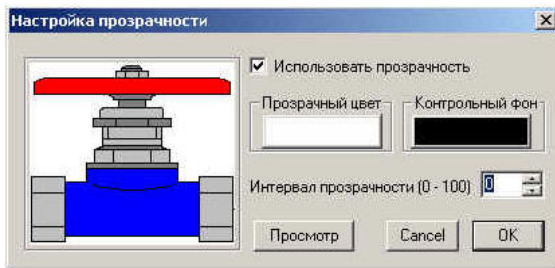 Настройка прозрачности
Использовать прозрачность
Прозрачный цвет
Контрольный фон
Интервал прозрачности (0 - 100) 0
Просмотр
Cancel
OK